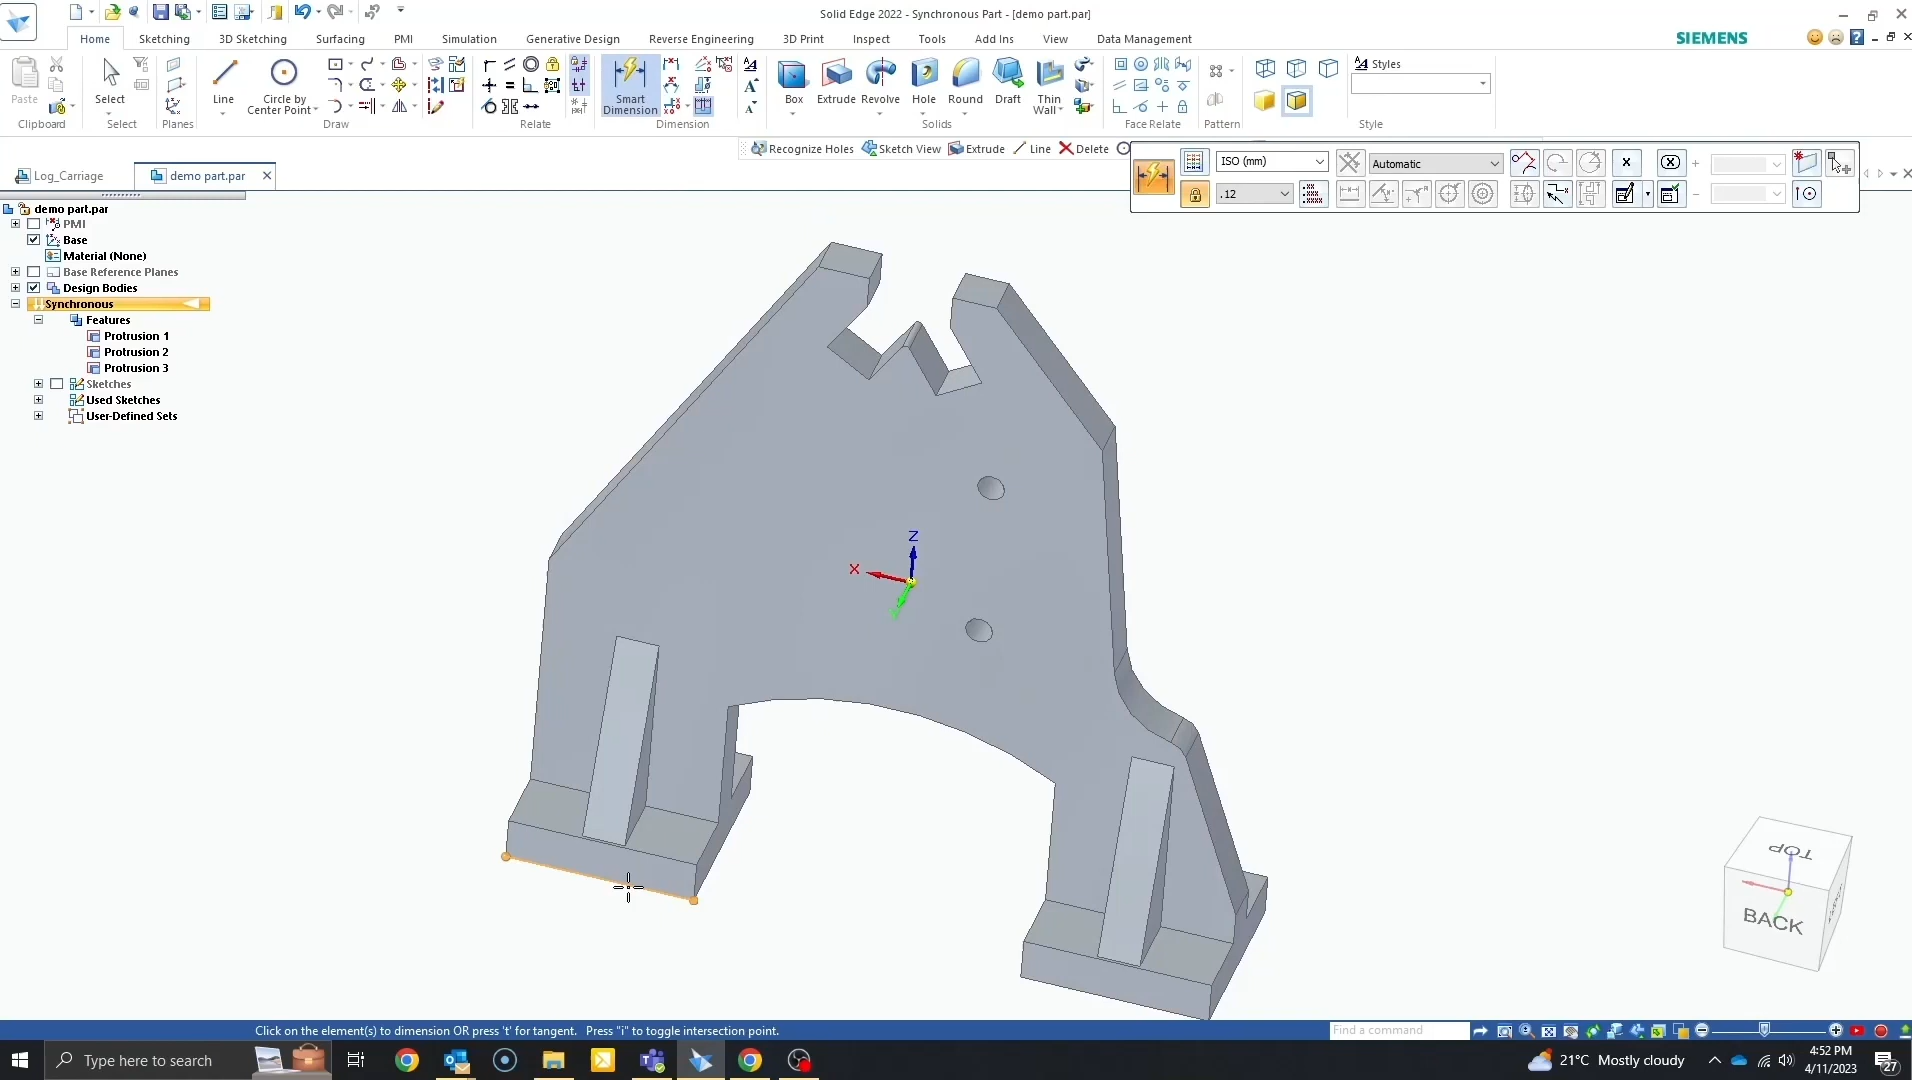 Solid Edge 2022 - Synchronous Part - [demo part.par]
Home Sketching 3D Sketching Surfacing PMI Simulation Generative Design Reverse Engineering 3D Print Inspect Tools Add Ins View Data Management SIEMENS
Paste Select Line Circle by Center Point Smart Dimension Box Extrude Revolve Hole Round Draft Thin Wall Styles
Clipboard Select Planes Draw Relate Dimension Solids Face Relate Pattern Style
Recognize Holes Sketch View Extrude Line Delete
ISO (mm) Automatic
.12
Log_Carriage demo part.par
demo part.par
PMI
Base
Material (None)
Base Reference Planes
Design Bodies
Synchronous
Features
Protrusion 1
Protrusion 2
Protrusion 3
Sketches
Used Sketches
User-Defined Sets
Z
X
TOP
BACK
Click on the element(s) to dimension OR press 't' for tangent. Press "i" to toggle intersection point.
Find a command
Type here to search
21°C Mostly cloudy
4:52 PM
4/11/2023
27